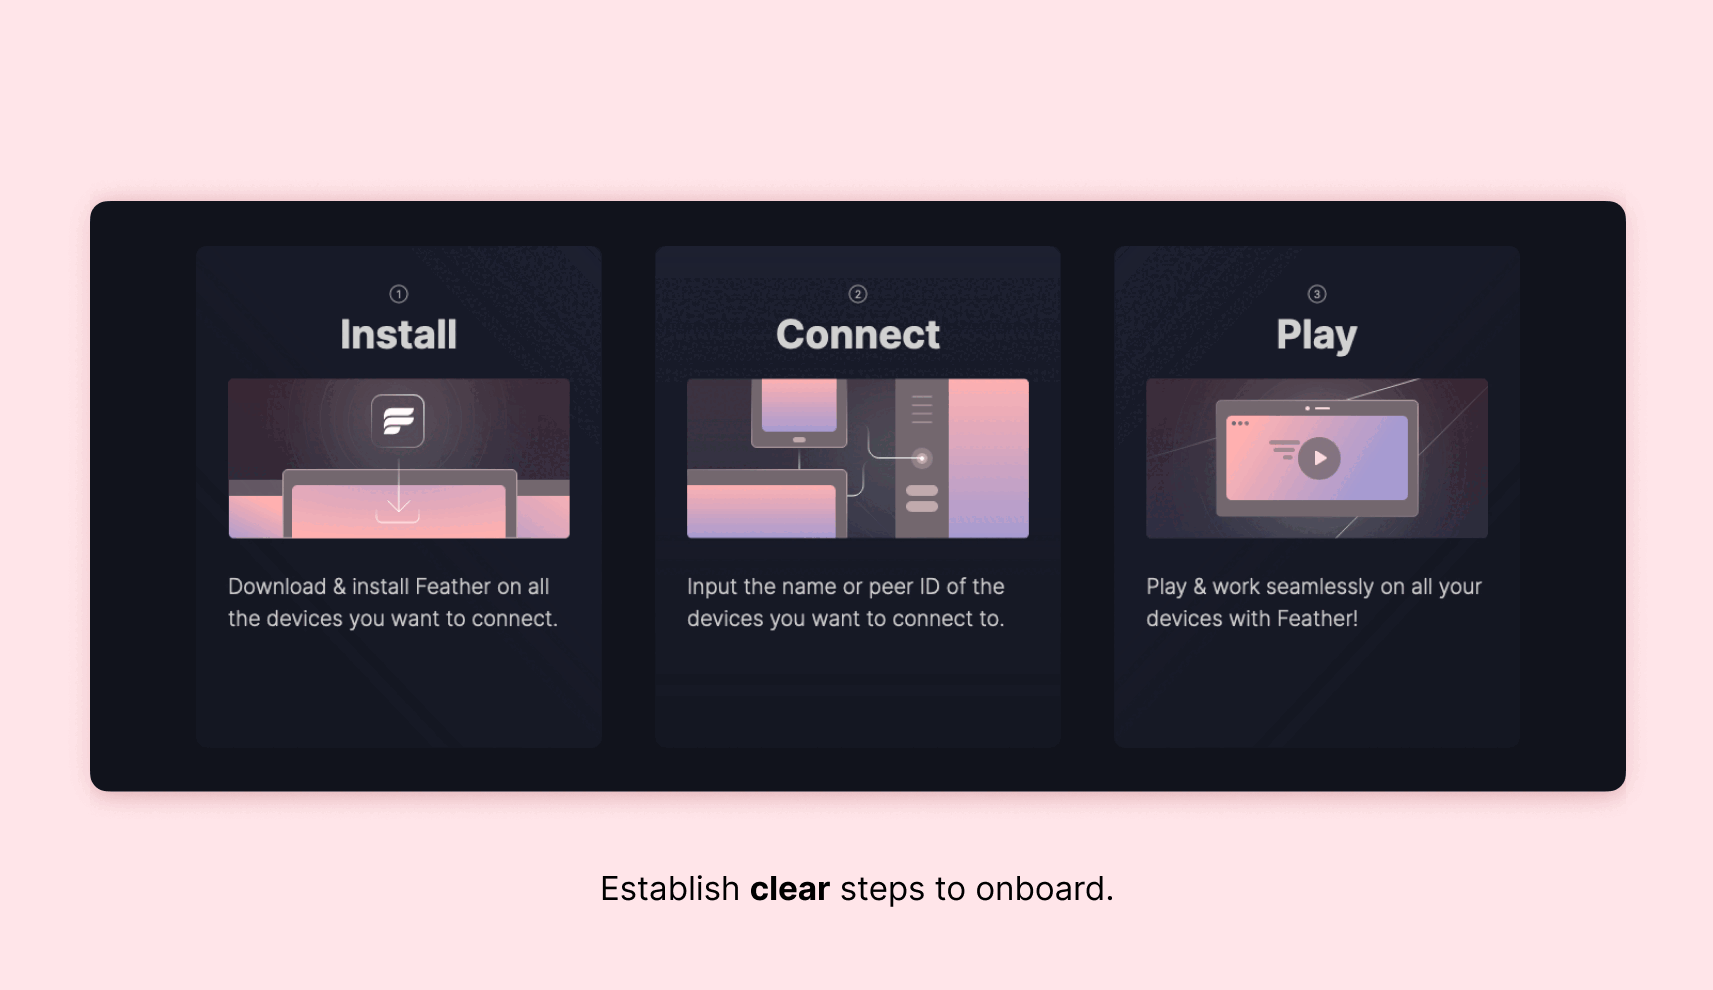 1
Install
Download & install Feather on all
the devices you want to connect.
2
Connect
Input the name or peer ID of the
devices you want to connect to.
3
Play
Play & work seamlessly on all your
devices with Feather!
Establish clear steps to onboard.